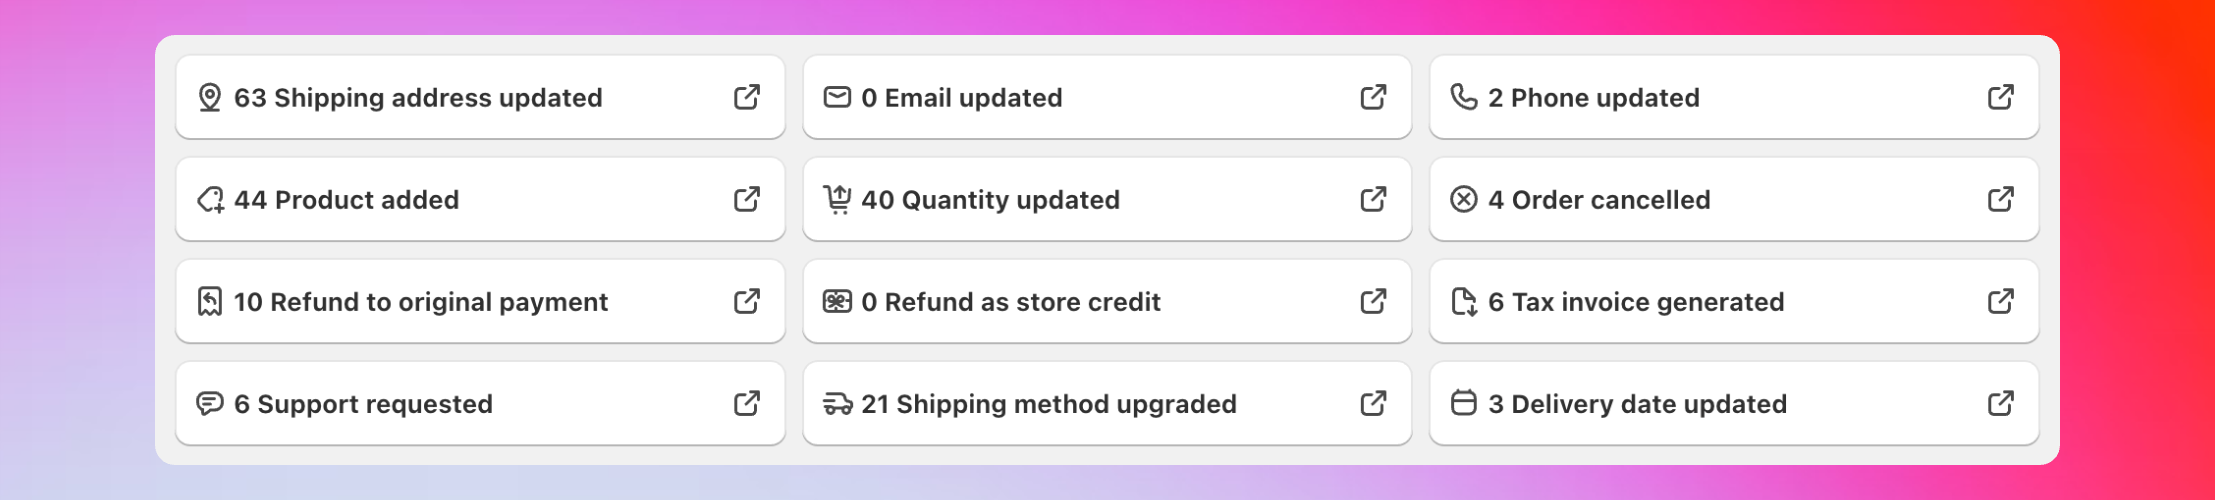 63 Shipping address updated
0 Email updated
2 Phone updated
44 Product added
40 Quantity updated
4 Order cancelled
10 Refund to original payment
0 Refund as store credit
6 Tax invoice generated
6 Support requested
21 Shipping method upgraded
3 Delivery date updated